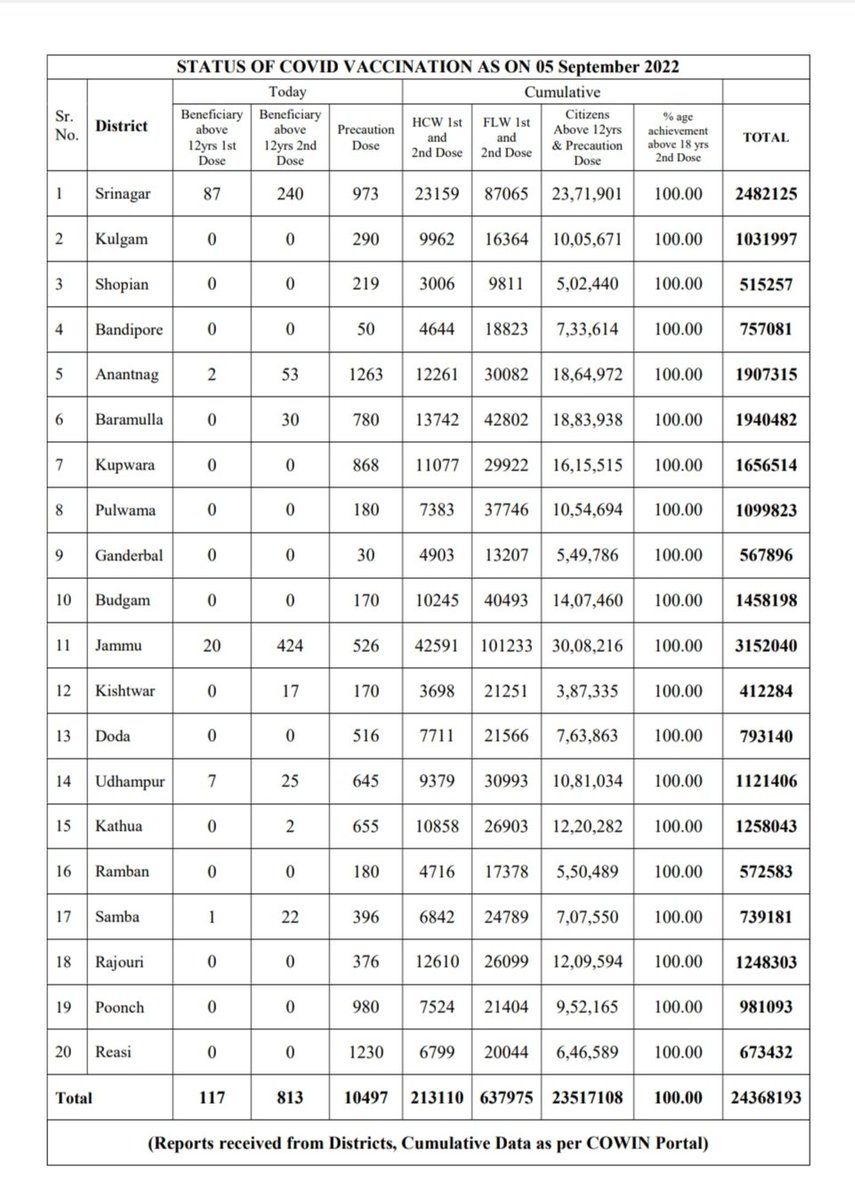 STATUS OF COVID VACCINATION AS ON 05 September 2022
Today Cumulative
Sr. No. District Beneficiary above 12yrs 1st Dose Beneficiary above 12yrs 2nd Dose Precaution Dose HCW 1st and 2nd Dose FLW 1st and 2nd Dose Citizens Above 12yrs & Precaution Dose % age achievement above 18 yrs 2nd Dose TOTAL
1 Srinagar 87 240 973 23159 87065 23,71,901 100.00 2482125
2 Kulgam 0 0 290 9962 16364 10,05,671 100.00 1031997
3 Shopian 0 0 219 3006 9811 5,02,440 100.00 515257
4 Bandipore 0 0 50 4644 18823 7,33,614 100.00 757081
5 Anantnag 2 53 1263 12261 30082 18,64,972 100.00 1907315
6 Baramulla 0 30 780 13742 42802 18,83,938 100.00 1940482
7 Kupwara 0 0 868 11077 29922 16,15,515 100.00 1656514
8 Pulwama 0 0 180 7383 37746 10,54,694 100.00 1099823
9 Ganderbal 0 0 30 4903 13207 5,49,786 100.00 567896
10 Budgam 0 0 170 10245 40493 14,07,460 100.00 1458198
11 Jammu 20 424 526 42591 101233 30,08,216 100.00 3152040
12 Kishtwar 0 17 170 3698 21251 3,87,335 100.00 412284
13 Doda 0 0 516 7711 21566 7,63,863 100.00 793140
14 Udhampur 7 25 645 9379 30993 10,81,034 100.00 1121406
15 Kathua 0 2 655 10858 26903 12,20,282 100.00 1258043
16 Ramban 0 0 180 4716 17378 5,50,489 100.00 572583
17 Samba 1 22 396 6842 24789 7,07,550 100.00 739181
18 Rajouri 0 0 376 12610 26099 12,09,594 100.00 1248303
19 Poonch 0 0 980 7524 21404 9,52,165 100.00 981093
20 Reasi 0 0 1230 6799 20044 6,46,589 100.00 673432
Total 117 813 10497 213110 637975 23517108 100.00 24368193
(Reports received from Districts, Cumulative Data as per COWIN Portal)